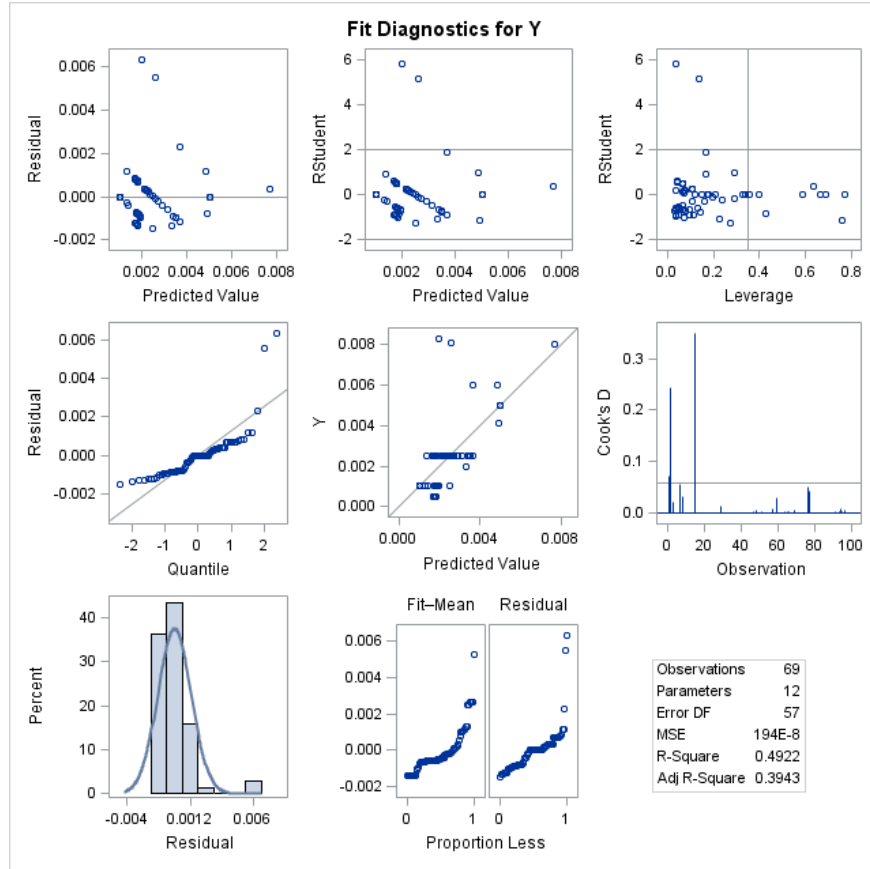 Fit Diagnostics for Y
Residual
0.006
0.004
0.002
0.000
-0.002
0.002 0.004 0.006 0.008
Predicted Value
RStudent
6
4
2
0
-2
0.002 0.004 0.006 0.008
Predicted Value
RStudent
6
4
2
0
-2
0.0 0.2 0.4 0.6 0.8
Leverage
Residual
0.006
0.004
0.002
0.000
-0.002
-2 -1 0 1 2
Quantile
Y
0.008
0.006
0.004
0.002
0.000
0.000 0.004 0.008
Predicted Value
Cook's D
0.3
0.2
0.1
0.0
0 20 40 60 80 100
Observation
Percent
40
30
20
10
0
-0.004 0.0012 0.006
Residual
Fit–Mean Residual
0.006
0.004
0.002
0.000
-0.002
0 1 0 1
Proportion Less
Observations 69
Parameters 12
Error DF 57
MSE 194E-8
R-Square 0.4922
Adj R-Square 0.3943